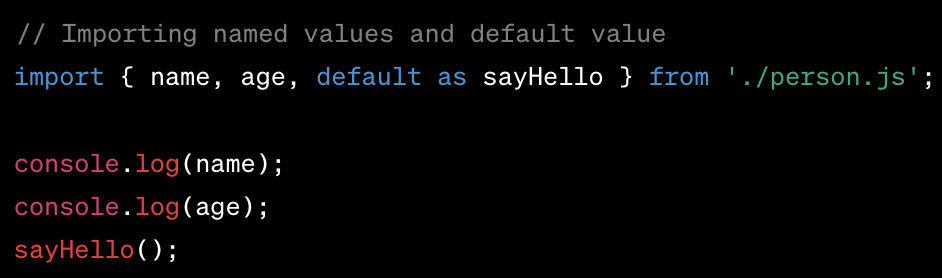 // Importing named values and default value
import { name, age, default as sayHello } from './person.js';
console.log(name);
console.log(age);
sayHello();